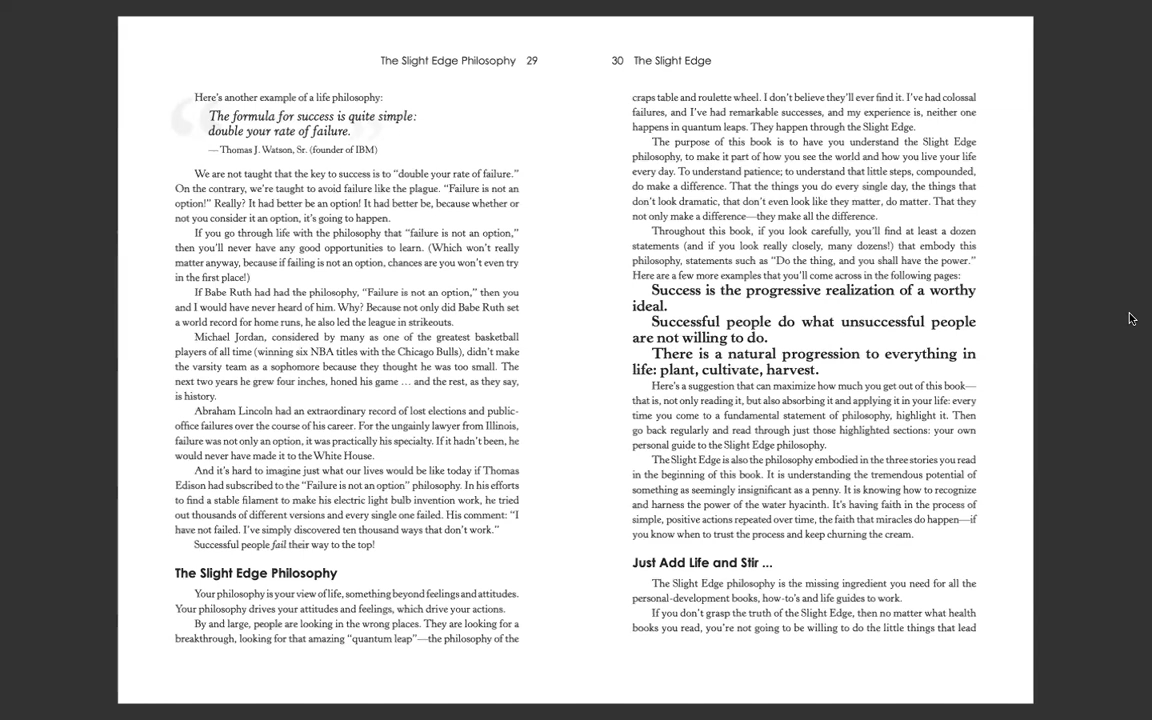 The Slight Edge Philosophy 29
Here's another example of a life philosophy:
The formula for success is quite simple:
double your rate of failure.
— Thomas J. Watson, Sr. (founder of IBM)
We are not taught that the key to success is to “double your rate of failure.”
On the contrary, we're taught to avoid failure like the plague. “Failure is not an
option!” Really? It had better be an option! It had better be, because whether or
not you consider it an option, it's going to happen.
If you go through life with the philosophy that “failure is not an option,”
then you'll never have any good opportunities to learn. (Which won't really
matter anyway, because if failing is not an option, chances are you won't even try
in the first place!)
If Babe Ruth had had the philosophy, “Failure is not an option,” then you
and I would have never heard of him. Why? Because not only did Babe Ruth set
a world record for home runs, he also led the league in strikeouts.
Michael Jordan, considered by many as one of the greatest basketball
players of all time (winning six NBA titles with the Chicago Bulls), didn't make
the varsity team as a sophomore because they thought he was too small. The
next two years he grew four inches, honed his game … and the rest, as they say,
is history.
Abraham Lincoln had an extraordinary record of lost elections and public-
office failures over the course of his career. For the ungainly lawyer from Illinois,
failure was not only an option, it was practically his specialty. If it hadn't been, he
would never have made it to the White House.
And it's hard to imagine just what our lives would be like today if Thomas
Edison had subscribed to the “Failure is not an option” philosophy. In his efforts
to find a stable filament to make his electric light bulb invention work, he tried
out thousands of different versions and every single one failed. His comment: “I
have not failed. I've simply discovered ten thousand ways that don't work.”
Successful people fail their way to the top!
The Slight Edge Philosophy
Your philosophy is your view of life, something beyond feelings and attitudes.
Your philosophy drives your attitudes and feelings, which drive your actions.
By and large, people are looking in the wrong places. They are looking for a
breakthrough, looking for that amazing “quantum leap”—the philosophy of the
30 The Slight Edge
craps table and roulette wheel. I don't believe they'll ever find it. I've had colossal
failures, and I've had remarkable successes, and my experience is, neither one
happens in quantum leaps. They happen through the Slight Edge.
The purpose of this book is to have you understand the Slight Edge
philosophy, to make it part of how you see the world and how you live your life
every day. To understand patience; to understand that little steps, compounded,
do make a difference. That the things you do every single day, the things that
don't look dramatic, that don't even look like they matter, do matter. That they
not only make a difference—they make all the difference.
Throughout this book, if you look carefully, you'll find at least a dozen
statements (and if you look really closely, many dozens!) that embody this
philosophy, statements such as “Do the thing, and you shall have the power.”
Here are a few more examples that you'll come across in the following pages:
Success is the progressive realization of a worthy
ideal.
Successful people do what unsuccessful people
are not willing to do.
There is a natural progression to everything in
life: plant, cultivate, harvest.
Here's a suggestion that can maximize how much you get out of this book—
that is, not only reading it, but also absorbing it and applying it in your life: every
time you come to a fundamental statement of philosophy, highlight it. Then
go back regularly and read through just those highlighted sections: your own
personal guide to the Slight Edge philosophy.
The Slight Edge is also the philosophy embodied in the three stories you read
in the beginning of this book. It is understanding the tremendous potential of
something as seemingly insignificant as a penny. It is knowing how to recognize
and harness the power of the water hyacinth. It's having faith in the process of
simple, positive actions repeated over time, the faith that miracles do happen—if
you know when to trust the process and keep churning the cream.
Just Add Life and Stir ...
The Slight Edge philosophy is the missing ingredient you need for all the
personal-development books, how-to's and life guides to work.
If you don't grasp the truth of the Slight Edge, then no matter what health
books you read, you're not going to be willing to do the little things that lead